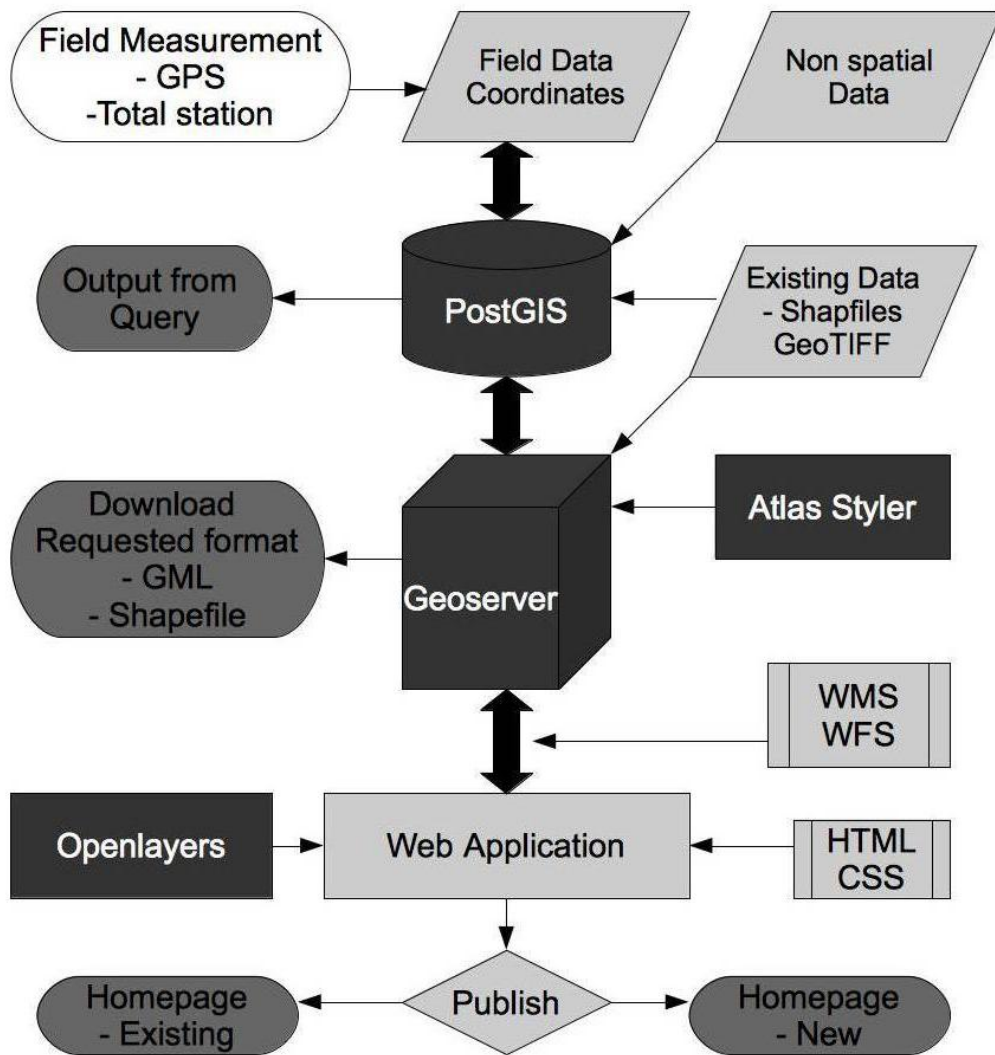 Field Measurement
- GPS
-Total station
Field Data
Coordinates
Non spatial
Data
Output from
Query
PostGIS
Existing Data
- Shapfiles
GeoTIFF
Download
Requested format
- GML
- Shapefile
Geoserver
Atlas Styler
WMS
WFS
Openlayers
Web Application
HTML
CSS
Homepage
- Existing
Publish
Homepage
- New